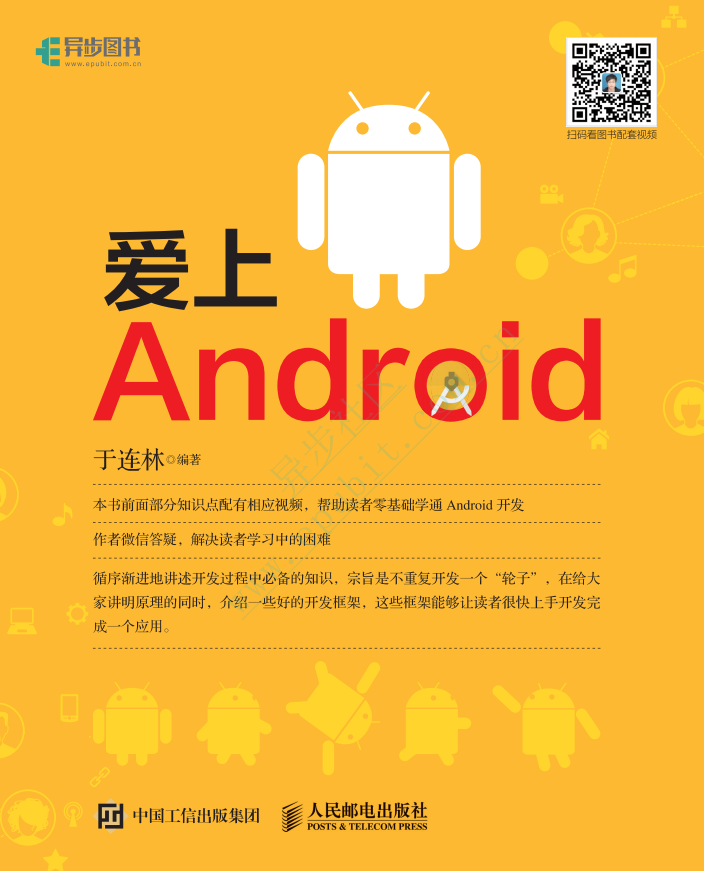 异步图书
www.epubit.com.cn
扫码看图书配套视频
爱上
Android
于连林◎编著
本书前面部分知识点配有相应视频，帮助读者零基础学通 Android 开发
作者微信答疑，解决读者学习中的困难
循序渐进地讲述开发过程中必备的知识，宗旨是不重复开发一个“轮子”，在给大
家讲明原理的同时，介绍一些好的开发框架，这些框架能够让读者很快上手开发完
成一个应用。
异步社区
www.epubit.com.cn
中国工信出版集团
人民邮电出版社
POSTS & TELECOM PRESS